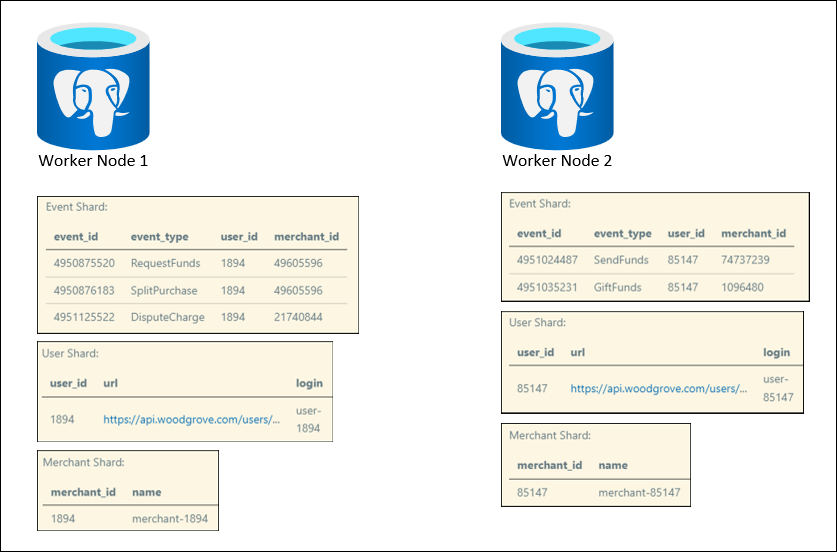 Worker Node 1
Event Shard:
event_id event_type user_id merchant_id
4950875520 RequestFunds 1894 49605596
4950876183 SplitPurchase 1894 49605596
4951125522 DisputeCharge 1894 21740844
User Shard:
user_id url login
1894 https://api.woodgrove.com/users/... user-
1894
Merchant Shard:
merchant_id name
1894 merchant-1894
Worker Node 2
Event Shard:
event_id event_type user_id merchant_id
4951024487 SendFunds 85147 74737239
4951035231 GiftFunds 85147 1096480
User Shard:
user_id url login
85147 https://api.woodgrove.com/users/... user-
85147
Merchant Shard:
merchant_id name
85147 merchant-85147